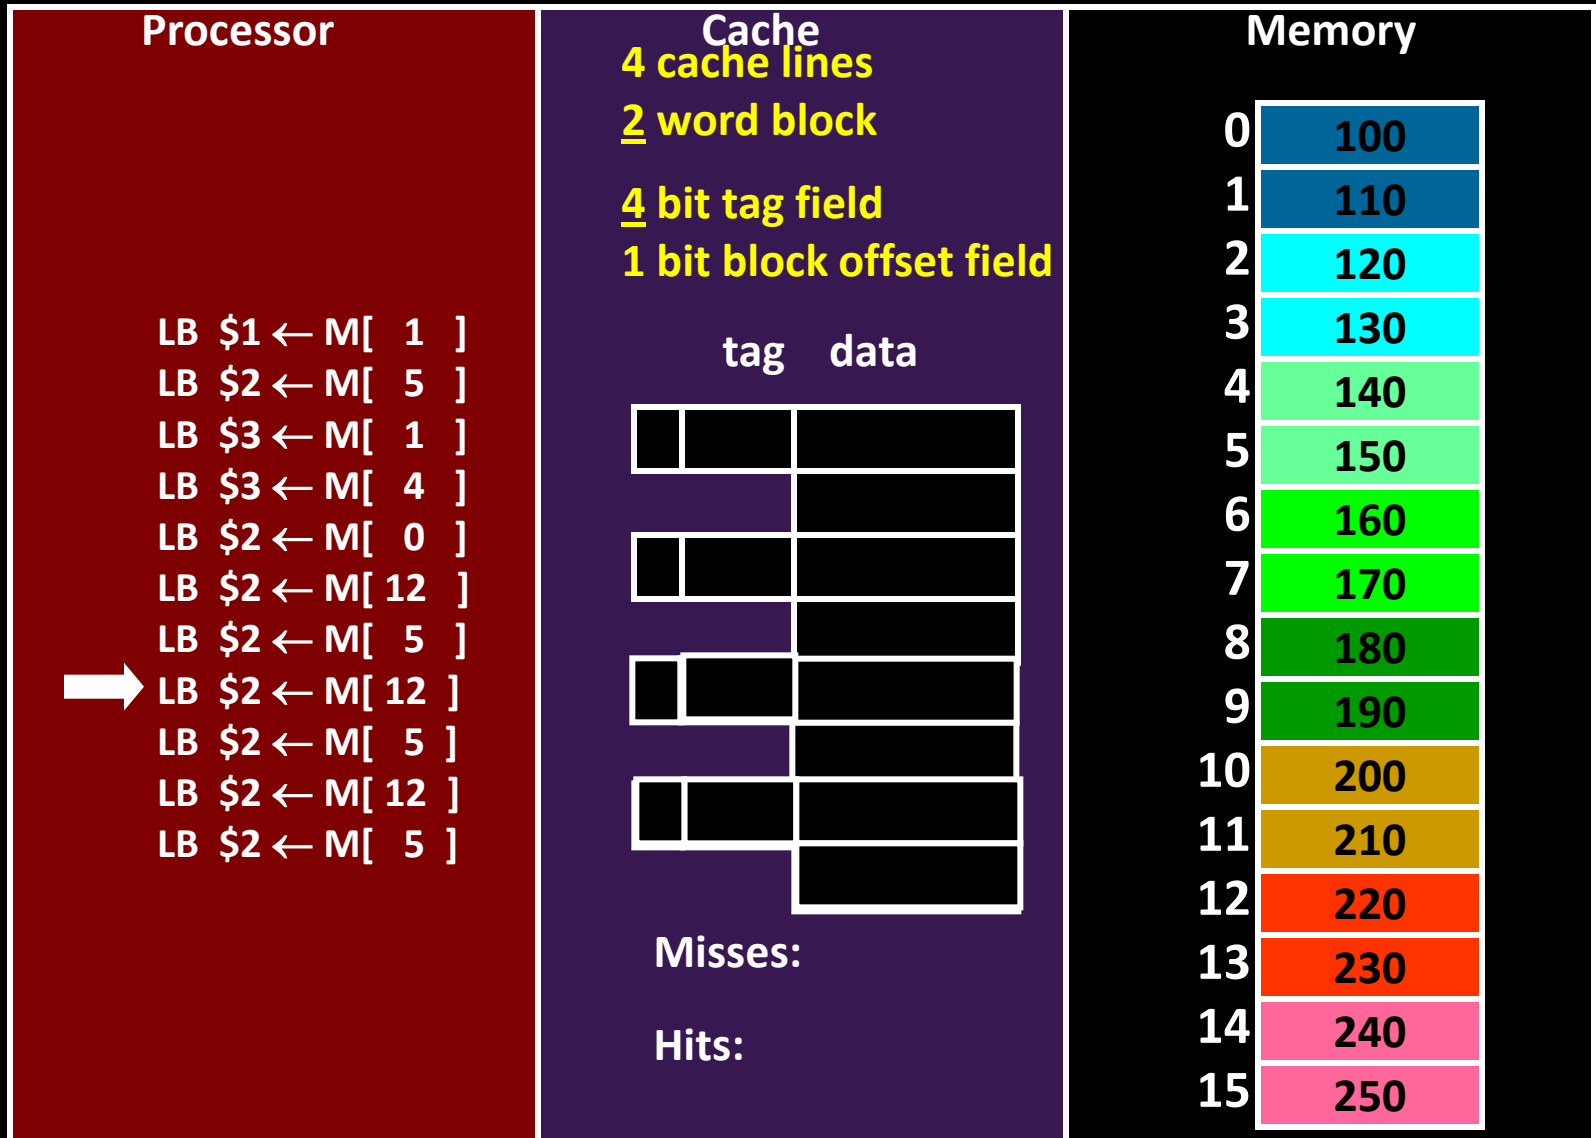 Processor
LB $1 ← M[ 1 ]
LB $2 ← M[ 5 ]
LB $3 ← M[ 1 ]
LB $3 ← M[ 4 ]
LB $2 ← M[ 0 ]
LB $2 ← M[ 12 ]
LB $2 ← M[ 5 ]
LB $2 ← M[ 12 ]
LB $2 ← M[ 5 ]
LB $2 ← M[ 12 ]
LB $2 ← M[ 5 ]
Cache
4 cache lines
2 word block
4 bit tag field
1 bit block offset field
tag data
Misses:
Hits:
Memory
0 100
1 110
2 120
3 130
4 140
5 150
6 160
7 170
8 180
9 190
10 200
11 210
12 220
13 230
14 240
15 250